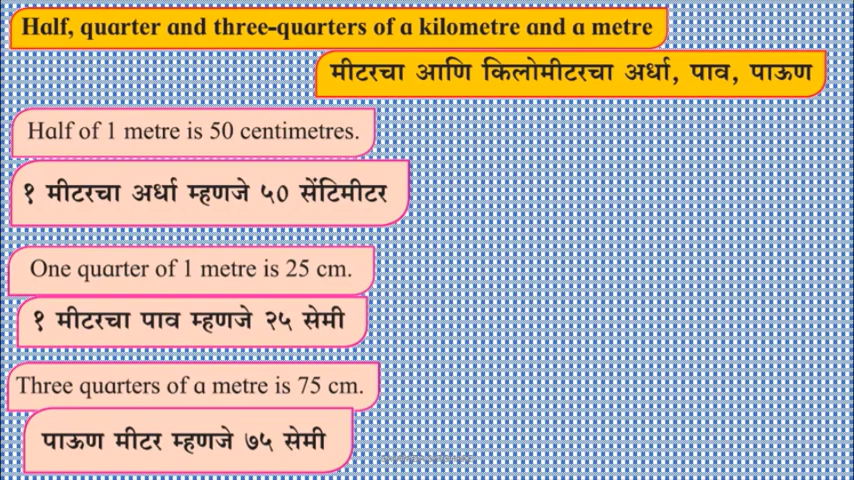 Half, quarter and three-quarters of a kilometre and a metre
मीटरचा आणि किलोमीटरचा अर्धा, पाव, पाऊण
Half of 1 metre is 50 centimetres.
१ मीटरचा अर्धा म्हणजे ५० सेंटिमीटर
One quarter of 1 metre is 25 cm.
१ मीटरचा पाव म्हणजे २५ सेमी
Three quarters of a metre is 75 cm.
पाऊण मीटर म्हणजे ७५ सेमी